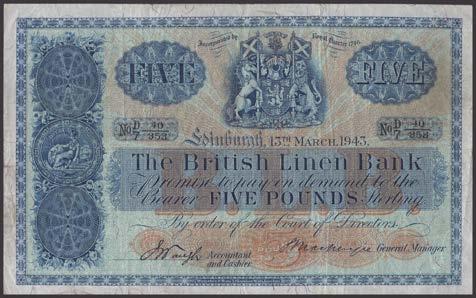 Incorporated by Royal Charter 1746.
FIVE FIVE
No D/7 40/353 No D/7 40/353
Edinburgh, 13TH MARCH, 1943.
The British Linen Bank
Promise to pay on demand to the
Bearer FIVE POUNDS Sterling
By order of the Court of Directors.
Accountant and Cashier. General Manager